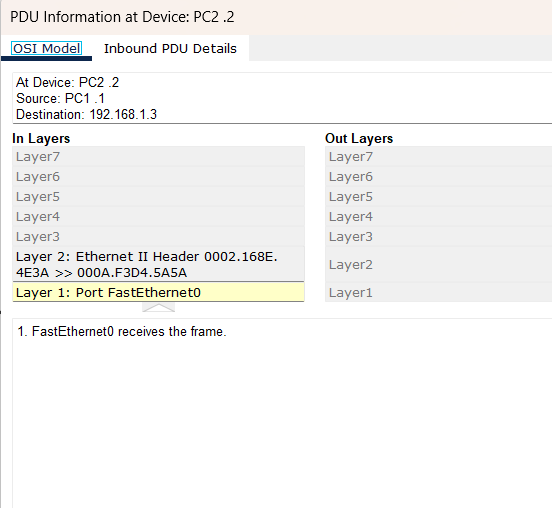 PDU Information at Device: PC2 .2
OSI Model Inbound PDU Details
At Device: PC2 .2
Source: PC1 .1
Destination: 192.168.1.3
In Layers
Layer7
Layer6
Layer5
Layer4
Layer3
Layer 2: Ethernet II Header 0002.168E.
4E3A >> 000A.F3D4.5A5A
Layer 1: Port FastEthernet0
Out Layers
Layer7
Layer6
Layer5
Layer4
Layer3
Layer2
Layer1
1. FastEthernet0 receives the frame.